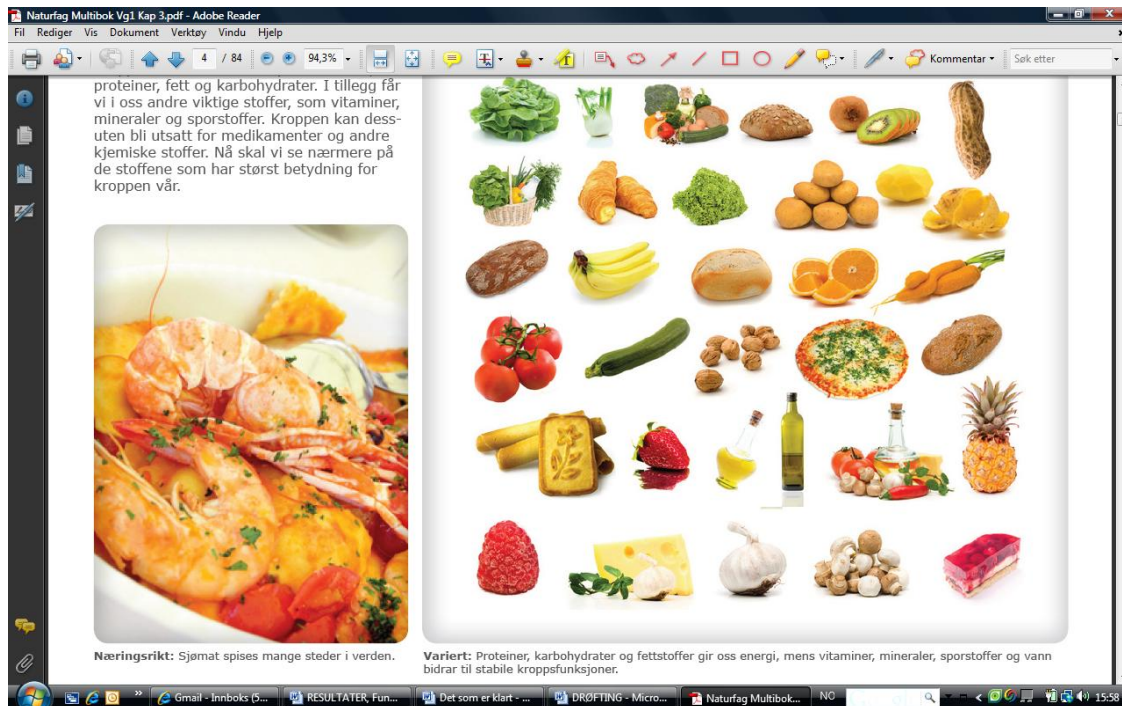 Naturfag Multibok Vg1 Kap 3.pdf - Adobe Reader
Fil Rediger Vis Dokument Verktøy Vindu Hjelp
4 / 84 94,3% Kommentar Søk etter
proteiner, fett og karbohydrater. I tillegg får
vi i oss andre viktige stoffer, som vitaminer,
mineraler og sporstoffer. Kroppen kan dess-
uten bli utsatt for medikamenter og andre
kjemiske stoffer. Nå skal vi se nærmere på
de stoffene som har størst betydning for
kroppen vår.
Næringsrikt: Sjømat spises mange steder i verden.
Variert: Proteiner, karbohydrater og fettstoffer gir oss energi, mens vitaminer, mineraler, sporstoffer og vann
bidrar til stabile kroppsfunksjoner.
Gmail - Innboks (5... RESULTATER, Fun... Det som er klart - ... DRØFTING - Micro... Naturfag Multibok... NO 15:58